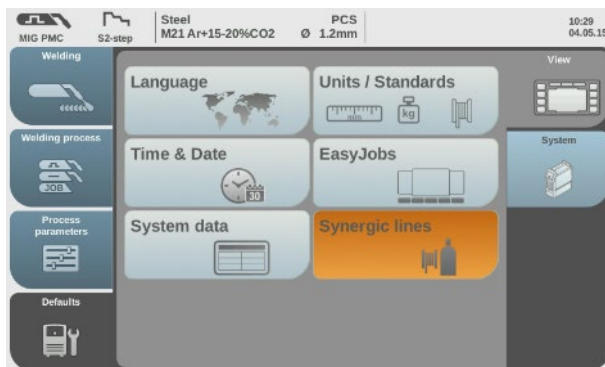 MIG PMC
S2-step
Steel
M21 Ar+15-20%CO2
PCS
Ø 1.2mm
10:29
04.05.15
Welding
Welding process
JOB
Process
parameters
Defaults
Language
Units / Standards
min
kg
Time & Date
30
EasyJobs
System data
Synergic lines
View
System